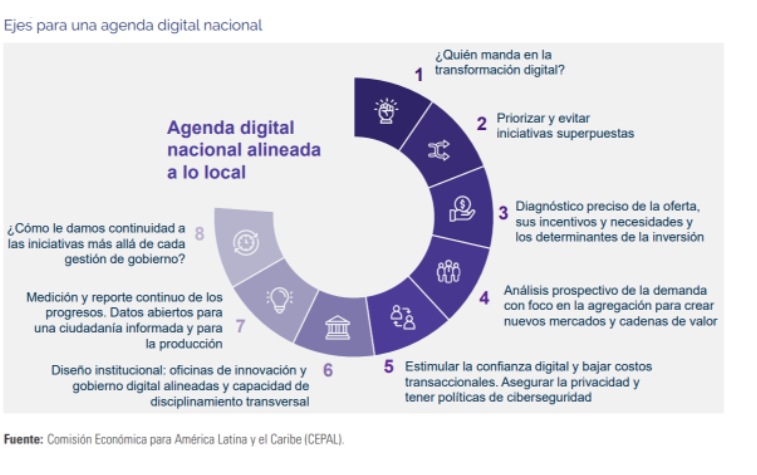 Ejes para una agenda digital nacional
Agenda digital
nacional alineada
a lo local
1
¿Quién manda en la
transformación digital?
2
Priorizar y evitar
iniciativas superpuestas
3
Diagnóstico preciso de la oferta,
sus incentivos y necesidades y
los determinantes de la inversión
4
Análisis prospectivo de la demanda
con foco en la agregación para crear
nuevos mercados y cadenas de valor
5
Estimular la confianza digital y bajar costos
transaccionales. Asegurar la privacidad y
tener políticas de ciberseguridad
6
Diseño institucional: oficinas de innovación y
gobierno digital alineadas y capacidad de
disciplinamiento transversal
7
Medición y reporte continuo de los
progresos. Datos abiertos para
una ciudadanía informada y para
la producción
8
¿Cómo le damos continuidad a
las iniciativas más allá de cada
gestión de gobierno?
Fuente: Comisión Económica para América Latina y el Caribe (CEPAL).